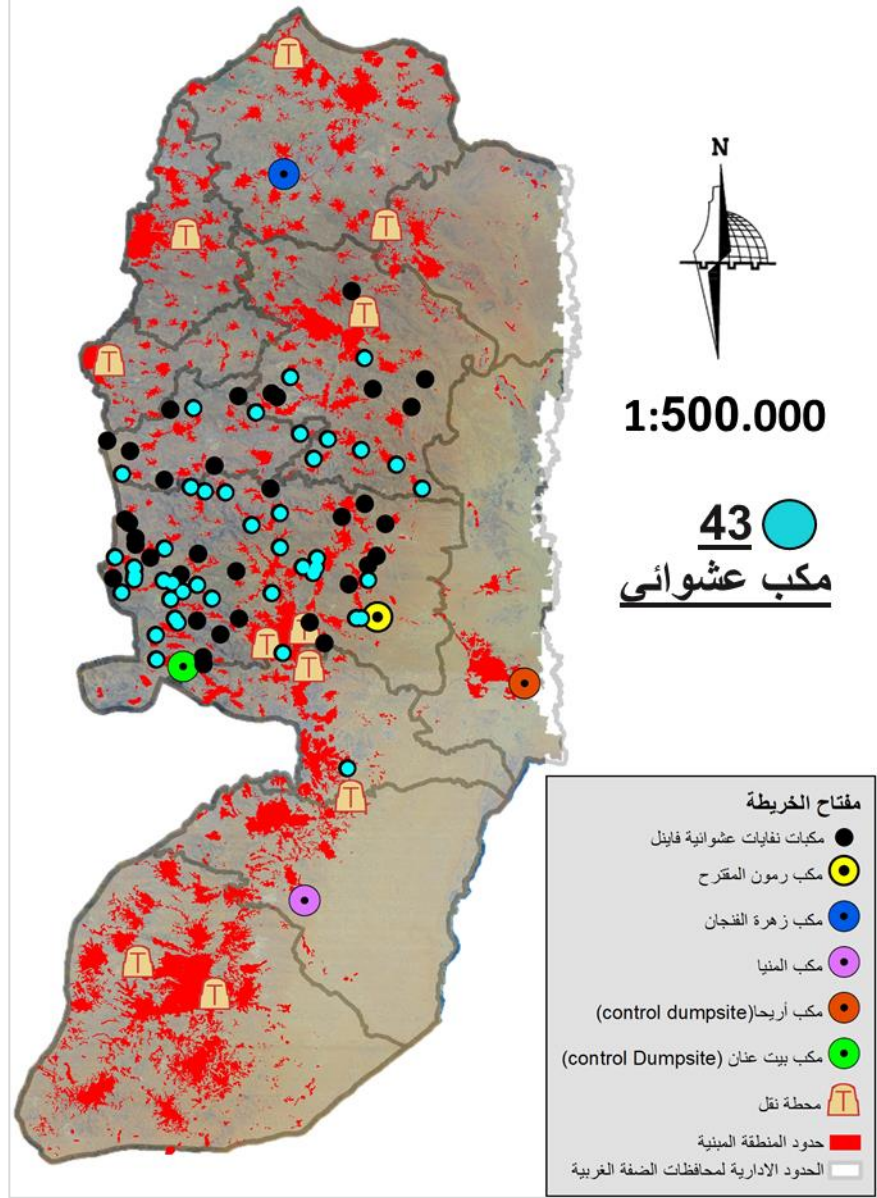 T
N
T
T
T
T
1:500.000
43
مكب عشوائي
T
T
T
T
T
T
مفتاح الخريطة
مكبات نفايات عشوائية فاينل
مكب رمون المقترح
مكب زهرة الفنجان
مكب المنيا
مكب أريحا(control dumpsite)
مكب بيت عنان (control Dumpsite)
T محطة نقل
حدود المنطقة المبنية
الحدود الادارية لمحافظات الضفة الغربية